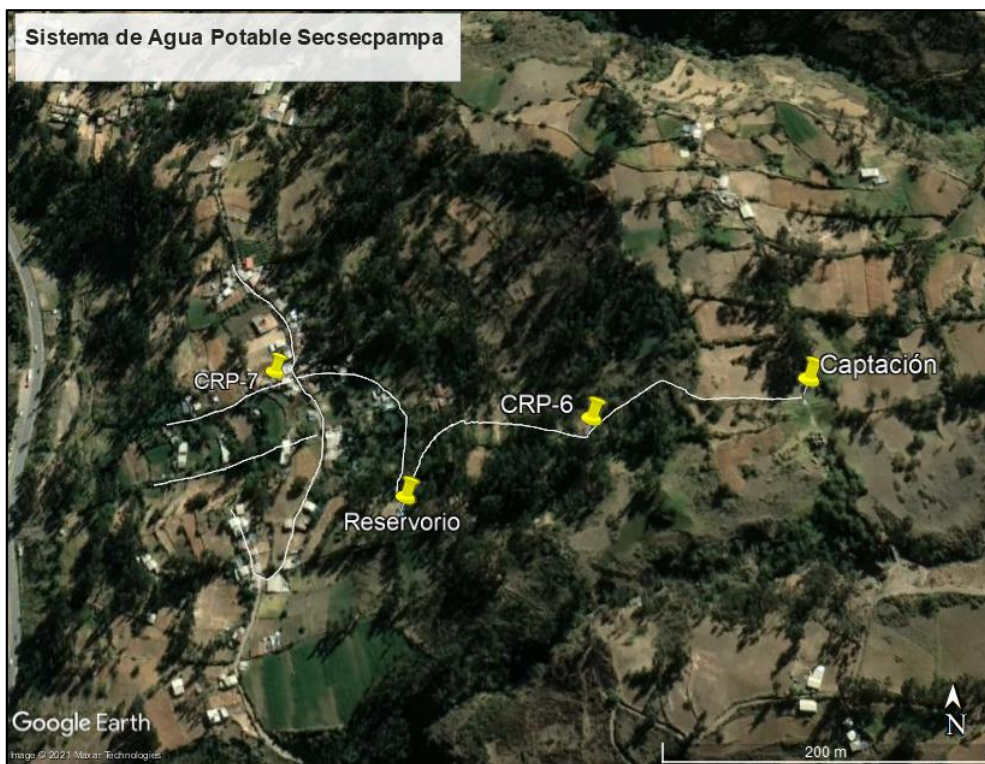 Sistema de Agua Potable Secsecpampa
Captación
CRP-7
CRP-6
Reservorio
Google Earth
N
Image © 2021 Maxar Technologies
200 m